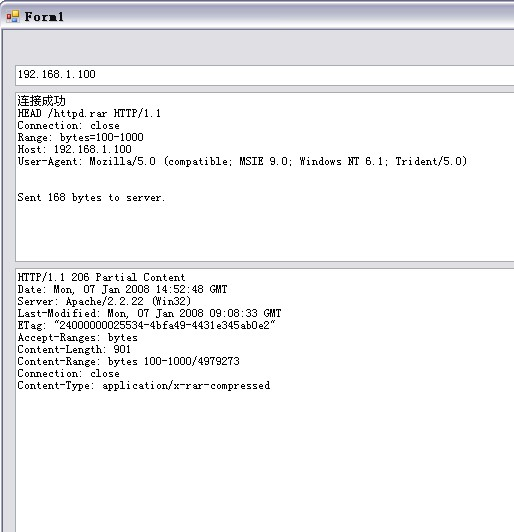 Form1
192.168.1.100
连接成功
HEAD /httpd.rar HTTP/1.1
Connection: close
Range: bytes=100-1000
Host: 192.168.1.100
User-Agent: Mozilla/5.0 (compatible; MSIE 9.0; Windows NT 6.1; Trident/5.0)
Sent 168 bytes to server.
HTTP/1.1 206 Partial Content
Date: Mon, 07 Jan 2008 14:52:48 GMT
Server: Apache/2.2.22 (Win32)
Last-Modified: Mon, 07 Jan 2008 09:08:33 GMT
ETag: "24000000025534-4bfa49-4431e345ab0e2"
Accept-Ranges: bytes
Content-Length: 901
Content-Range: bytes 100-1000/4979273
Connection: close
Content-Type: application/x-rar-compressed